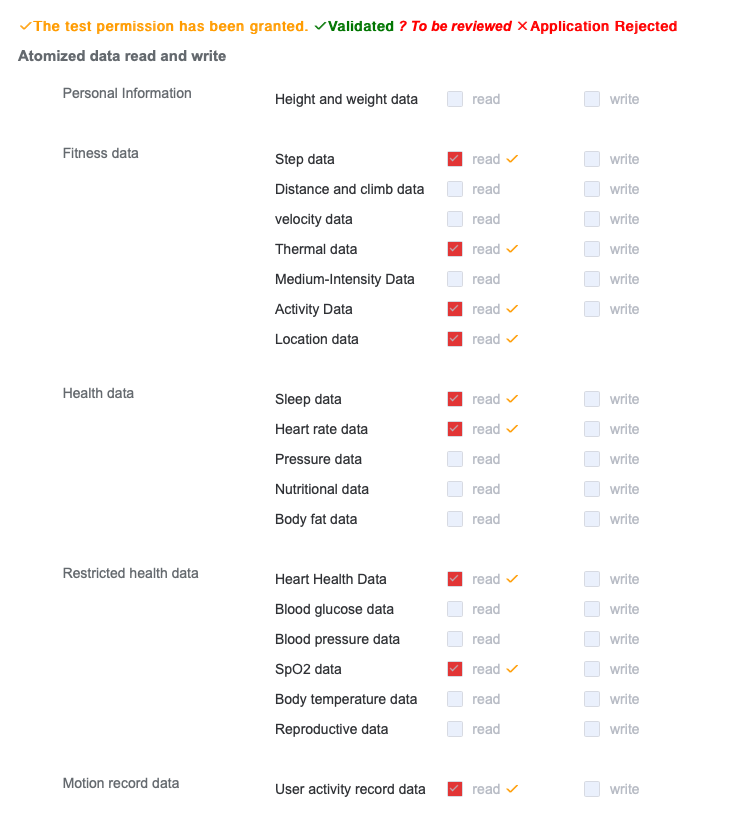 ✓The test permission has been granted. ✓Validated ? To be reviewed ✕Application Rejected
Atomized data read and write
Personal Information
Height and weight data read write
Fitness data
Step data read write
Distance and climb data read write
velocity data read write
Thermal data read write
Medium-Intensity Data read write
Activity Data read write
Location data read
Health data
Sleep data read write
Heart rate data read write
Pressure data read write
Nutritional data read write
Body fat data read write
Restricted health data
Heart Health Data read write
Blood glucose data read write
Blood pressure data read write
SpO2 data read write
Body temperature data read write
Reproductive data read write
Motion record data
User activity record data read write